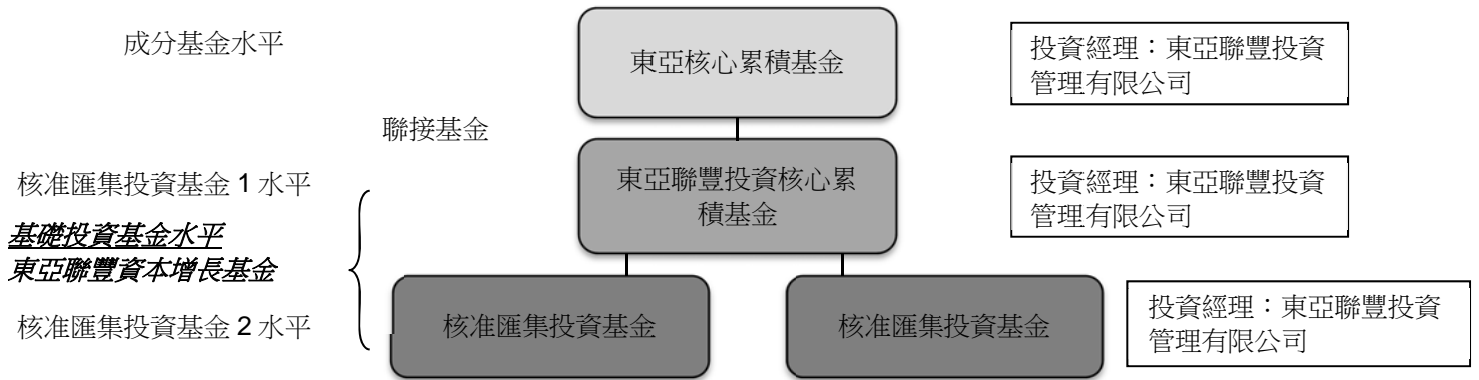 成分基金水平
東亞核心累積基金
投資經理：東亞聯豐投資
管理有限公司
聯接基金
核准匯集投資基金 1 水平
東亞聯豐投資核心累
積基金
投資經理：東亞聯豐投資
管理有限公司
基礎投資基金水平
東亞聯豐資本增長基金
核准匯集投資基金 2 水平
核准匯集投資基金
核准匯集投資基金
投資經理：東亞聯豐投資
管理有限公司